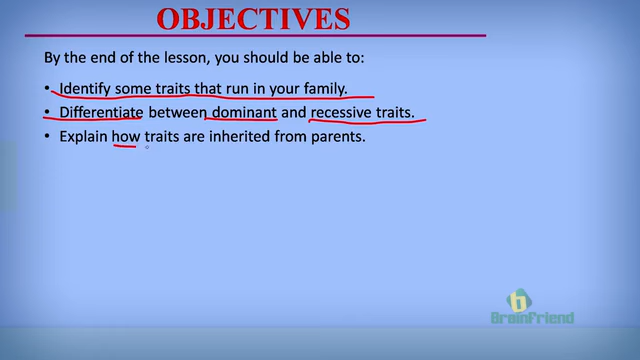 OBJECTIVES
By the end of the lesson, you should be able to:
• Identify some traits that run in your family.
• Differentiate between dominant and recessive traits.
• Explain how traits are inherited from parents.
b
BrainFriend